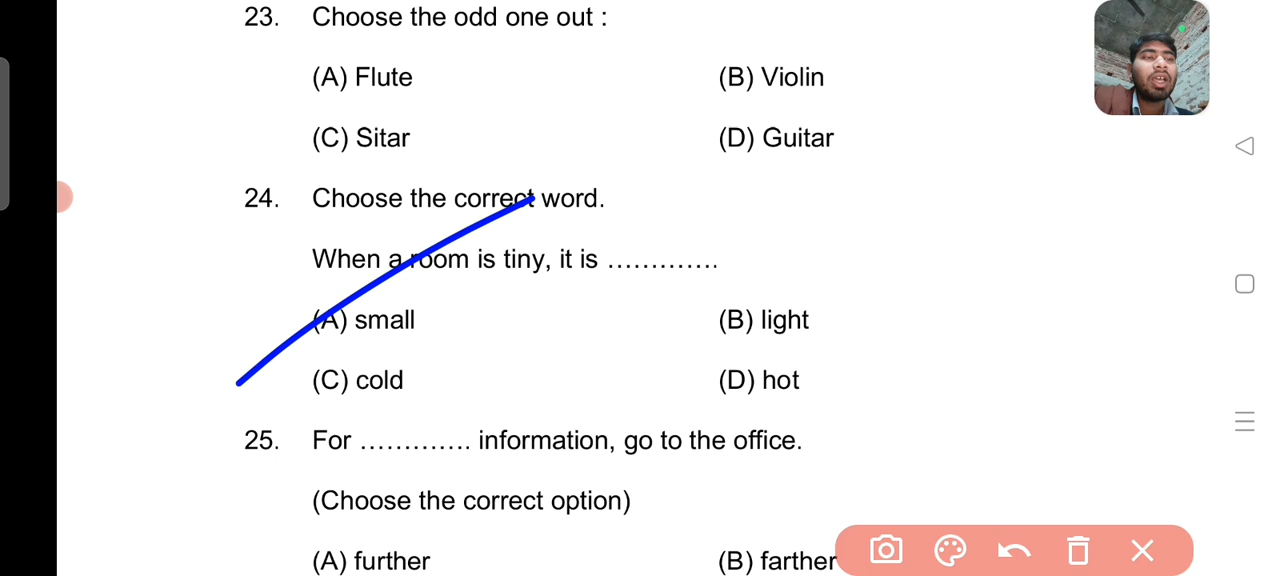 23. Choose the odd one out :
(A) Flute (B) Violin
(C) Sitar (D) Guitar
24. Choose the correct word.
When a room is tiny, it is .............
(A) small (B) light
(C) cold (D) hot
25. For ............. information, go to the office.
(Choose the correct option)
(A) further (B) farther